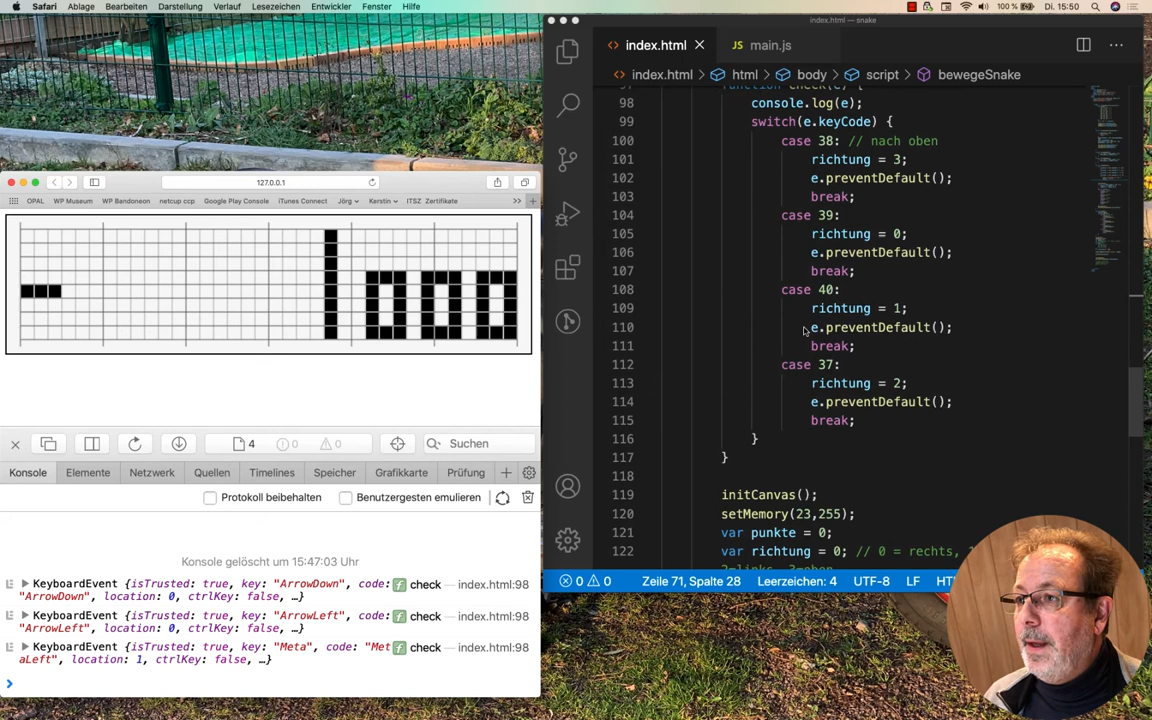 Safari Ablage Bearbeiten Darstellung Verlauf Lesezeichen Entwickler Fenster Hilfe
100 % Di. 15:50
index.html — snake
index.html
JS main.js
index.html html body script bewegeSnake
98 console.log(e);
99 switch(e.keyCode) {
100 case 38: // nach oben
101 richtung = 3;
102 e.preventDefault();
103 break;
104 case 39:
105 richtung = 0;
106 e.preventDefault();
107 break;
108 case 40:
109 richtung = 1;
110 e.preventDefault();
111 break;
112 case 37:
113 richtung = 2;
114 e.preventDefault();
115 break;
116 }
117 }
118
119 initCanvas();
120 setMemory(23,255);
121 var punkte = 0;
122 var richtung = 0; // 0 = rechts,
2=links, 3=oben
0 0 Zeile 71, Spalte 28 Leerzeichen: 4 UTF-8 LF
127.0.0.1
OPAL WP Museum WP Bandoneon netcup ccp Google Play Console iTunes Connect Jörg Kerstin ITSZ Zertifikate
4 0 0 Suchen
Konsole Elemente Netzwerk Quellen Timelines Speicher Grafikkarte Prüfung
Protokoll beibehalten Benutzergesten emulieren
Konsole gelöscht um 15:47:03 Uhr
KeyboardEvent {isTrusted: true, key: "ArrowDown", code: check — index.html:98
"ArrowDown", location: 0, ctrlKey: false, …}
KeyboardEvent {isTrusted: true, key: "ArrowLeft", code: check — index.html:98
"ArrowLeft", location: 0, ctrlKey: false, …}
KeyboardEvent {isTrusted: true, key: "Meta", code: "Met check — index.html:98
aLeft", location: 1, ctrlKey: false, …}